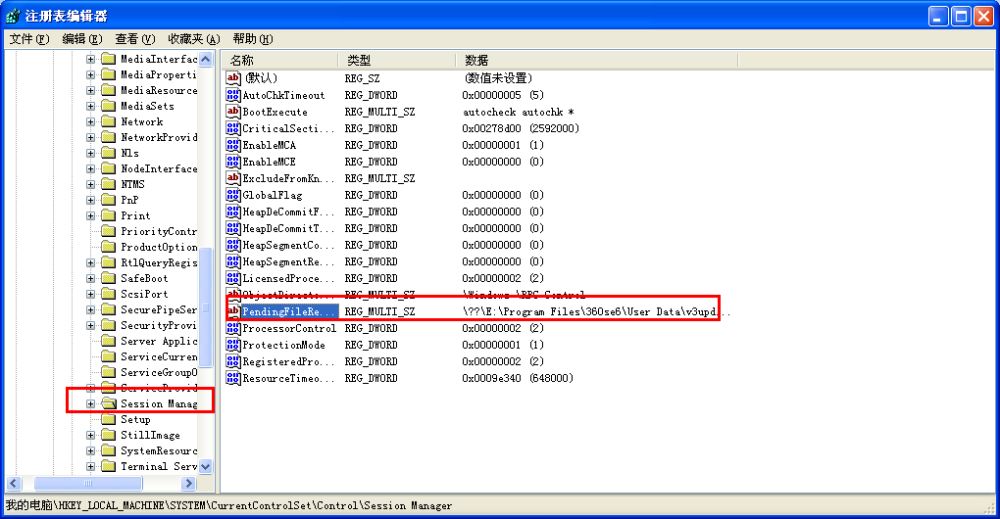 注册表编辑器
文件(F) 编辑(E) 查看(V) 收藏夹(A) 帮助(H)
MediaInterfac
MediaProperti
MediaResource
MediaSets
Network
NetworkProvid
Nls
NodeInterface
NTMS
PnP
Print
PriorityContr
ProductOption
RtlQueryRegis
SafeBoot
ScsiPort
SecurePipeSer
SecurityProvi
Server Applic
ServiceCurren
ServiceGroupO
ServiceProvid
Session Manag
Setup
StillImage
SystemResourc
Terminal Serv
名称 类型 数据
(默认) REG_SZ (数值未设置)
AutoChkTimeout REG_DWORD 0x00000005 (5)
BootExecute REG_MULTI_SZ autocheck autochk *
CriticalSecti... REG_DWORD 0x00278d00 (2592000)
EnableMCA REG_DWORD 0x00000001 (1)
EnableMCE REG_DWORD 0x00000000 (0)
ExcludeFromKn... REG_MULTI_SZ
GlobalFlag REG_DWORD 0x00000000 (0)
HeapDeCommitF... REG_DWORD 0x00000000 (0)
HeapDeCommitT... REG_DWORD 0x00000000 (0)
HeapSegmentCo... REG_DWORD 0x00000000 (0)
HeapSegmentRe... REG_DWORD 0x00000000 (0)
LicensedProce... REG_DWORD 0x00000002 (2)
ObjectDirecto... REG_MULTI_SZ \Windows \RPC Control
PendingFileRe... REG_MULTI_SZ \??\E:\Program Files\360se6\User Data\v3upd...
ProcessorControl REG_DWORD 0x00000002 (2)
ProtectionMode REG_DWORD 0x00000001 (1)
RegisteredPro... REG_DWORD 0x00000002 (2)
ResourceTimeo... REG_DWORD 0x0009e340 (648000)
我的电脑\HKEY_LOCAL_MACHINE\SYSTEM\CurrentControlSet\Control\Session Manager